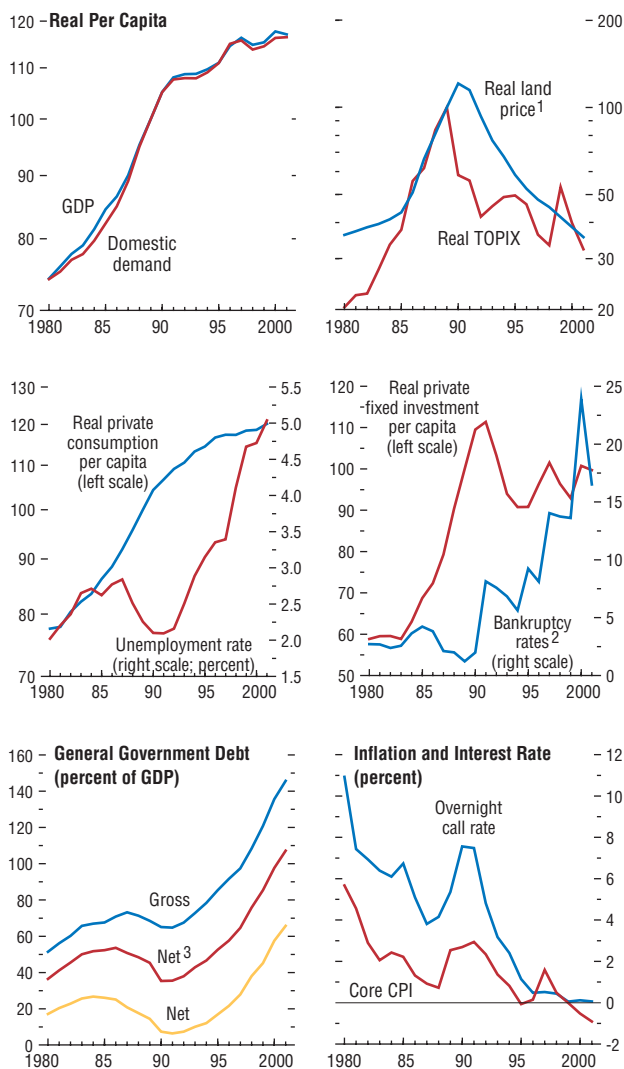 Real Per Capita
120
110
100
90
80
70
GDP
Domestic
demand
1980
85
90
95
2000
200
100
50
30
20
Real land
price1
Real TOPIX
1980
85
90
95
2000
130
120
110
100
90
80
70
5.5
5.0
4.5
4.0
3.5
3.0
2.5
2.0
1.5
Real private
consumption
per capita
(left scale)
Unemployment rate
(right scale; percent)
1980
85
90
95
2000
120
110
100
90
80
70
60
50
25
20
15
10
5
0
Real private
fixed investment
per capita
(left scale)
Bankruptcy
rates2
(right scale)
1980
85
90
95
2000
General Government Debt
(percent of GDP)
160
140
120
100
80
60
40
20
0
Gross
Net3
Net
1980
85
90
95
2000
Inflation and Interest Rate
(percent)
12
10
8
6
4
2
0
-2
Overnight
call rate
Core CPI
1980
85
90
95
2000